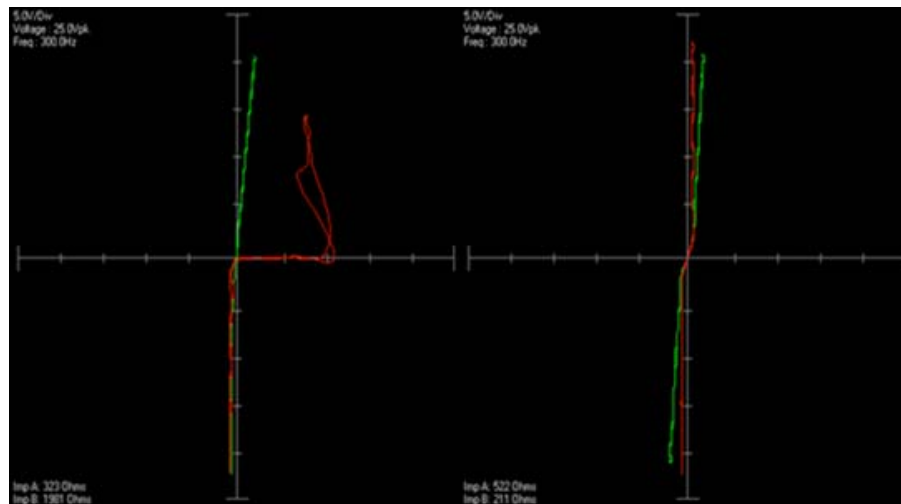 5.0V/Div
Voltage : 25.0Vpk
Freq : 300.0Hz
Imp A: 323 Ohms
Imp B: 1981 Ohms
5.0V/Div
Voltage : 25.0Vpk
Freq : 300.0Hz
Imp A: 522 Ohms
Imp B: 211 Ohms